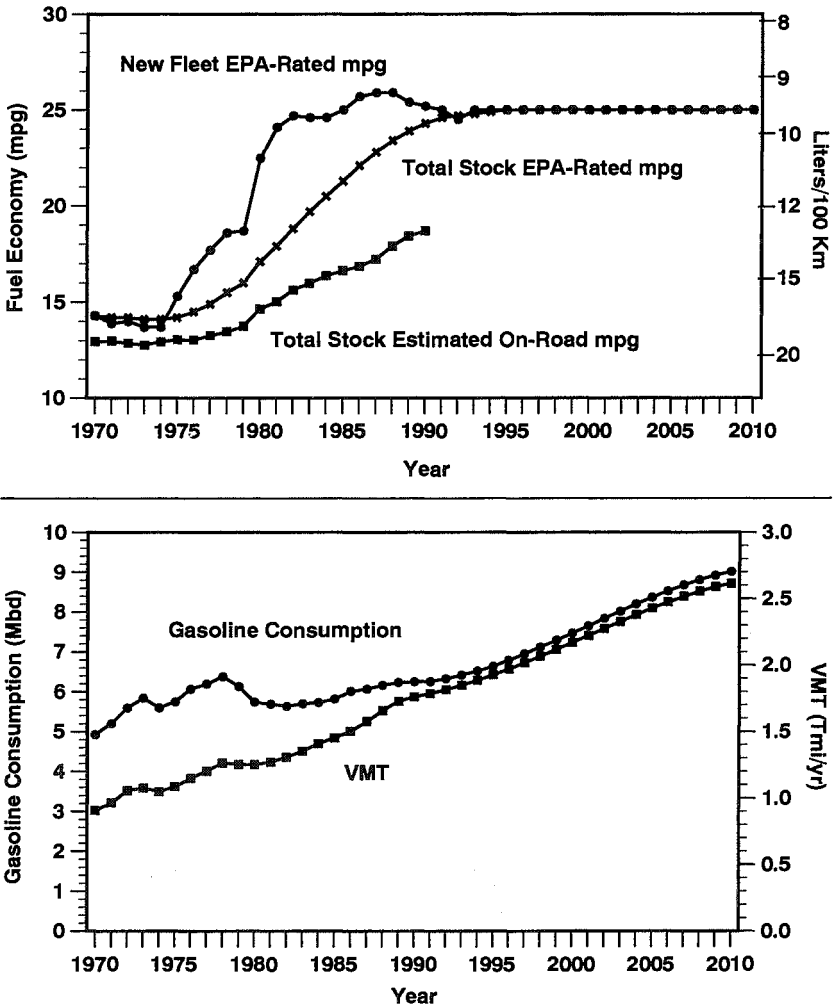 30
25
20
15
10
Fuel Economy (mpg)
New Fleet EPA-Rated mpg
Total Stock EPA-Rated mpg
Total Stock Estimated On-Road mpg
8
9
10
12
15
20
Liters/100 Km
1970 1975 1980 1985 1990 1995 2000 2005 2010
Year
10
9
8
7
6
5
4
3
2
1
0
Gasoline Consumption (Mbd)
Gasoline Consumption
VMT
3.0
2.5
2.0
1.5
1.0
0.5
0.0
VMT (Tmi/yr)
1970 1975 1980 1985 1990 1995 2000 2005 2010
Year